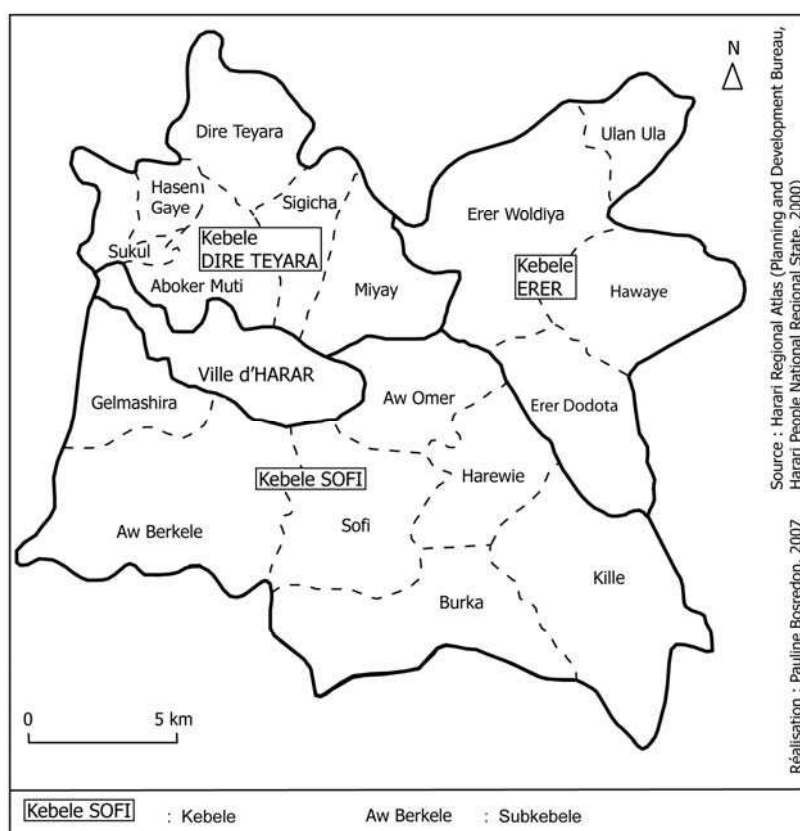 N
Dire Teyara
Ulan Ula
Hasen
Gaye
Sigicha
Erer Woldiya
Sukul
Kebele
DIRE TEYARA
Kebele
ERER
Aboker Muti
Miyay
Hawaye
Ville d'HARAR
Gelmashira
Aw Omer
Erer Dodota
Kebele SOFI
Harewie
Aw Berkele
Sofi
Kille
Burka
0 5 km
Source : Harari Regional Atlas (Planning and Development Bureau,
Harari People National Regional State, 2000)
Réalisation : Pauline Bosredon, 2007
Kebele SOFI : Kebele Aw Berkele : Subkebele